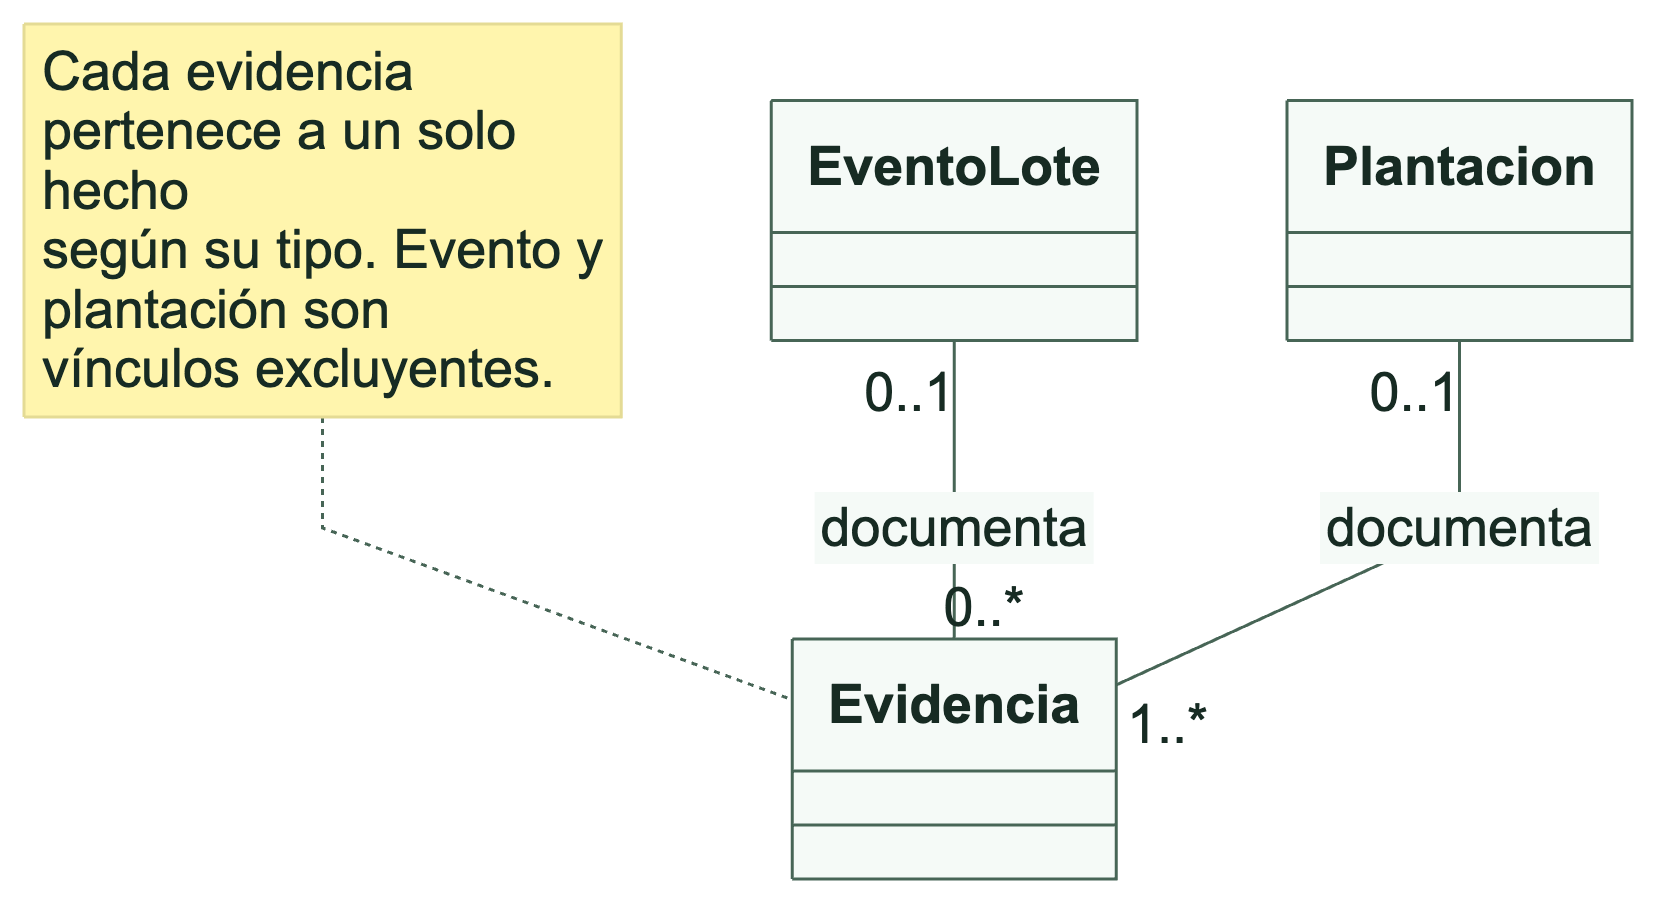 Cada evidencia
pertenece a un solo
hecho
según su tipo. Evento y
plantación son
vínculos excluyentes.
EventoLote
Plantacion
0..1
0..1
documenta
documenta
0..*
Evidencia
1..*